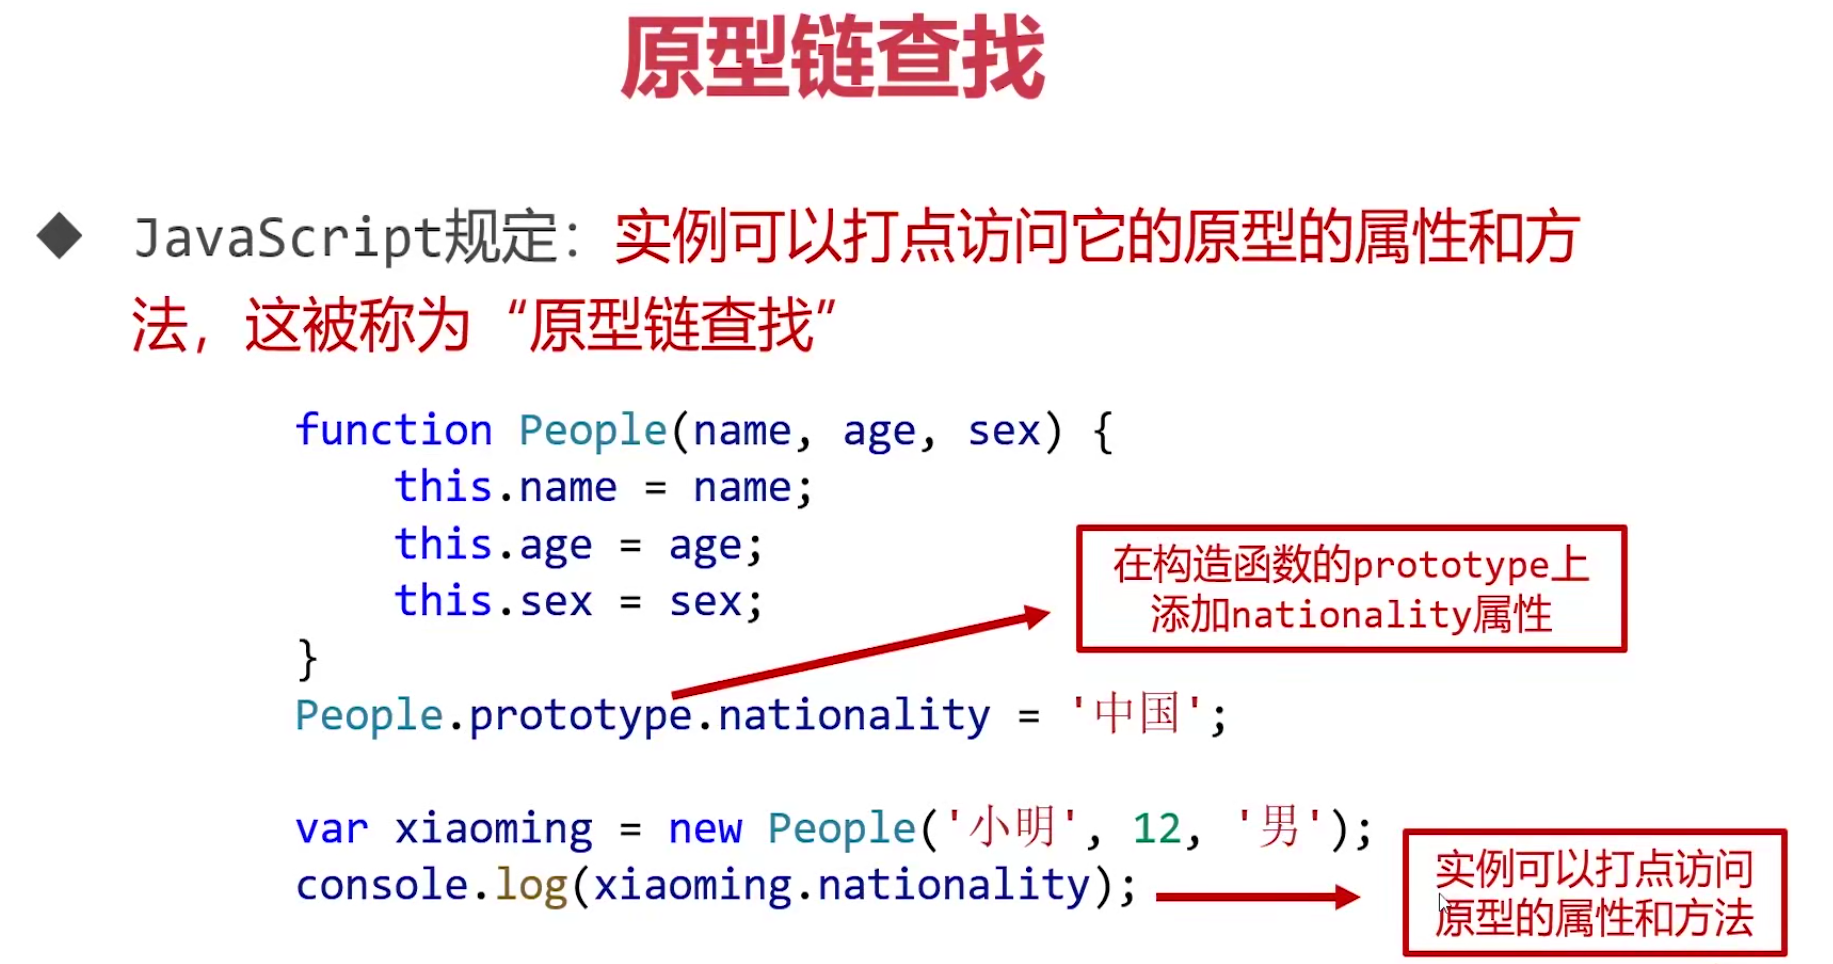 原型链查找
JavaScript规定：实例可以打点访问它的原型的属性和方
法，这被称为“原型链查找”
function People(name, age, sex) {
    this.name = name;
    this.age = age;
    this.sex = sex;
}
在构造函数的prototype上
添加nationality属性
People.prototype.nationality = '中国';
var xiaoming = new People('小明', 12, '男');
console.log(xiaoming.nationality);
实例可以打点访问
原型的属性和方法